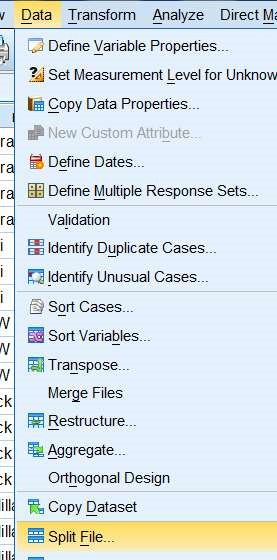 Data Transform Analyze Direct
Define Variable Properties...
Set Measurement Level for
Copy Data Properties...
New Custom Attribute...
Define Dates...
Define Multiple Response Sets...
Validation
Identify Duplicate Cases...
Identify Unusual Cases...
Sort Cases...
Sort Variables...
Transpose...
Merge Files
Restructure...
Aggregate...
Orthogonal Design
Copy Dataset
Split File...